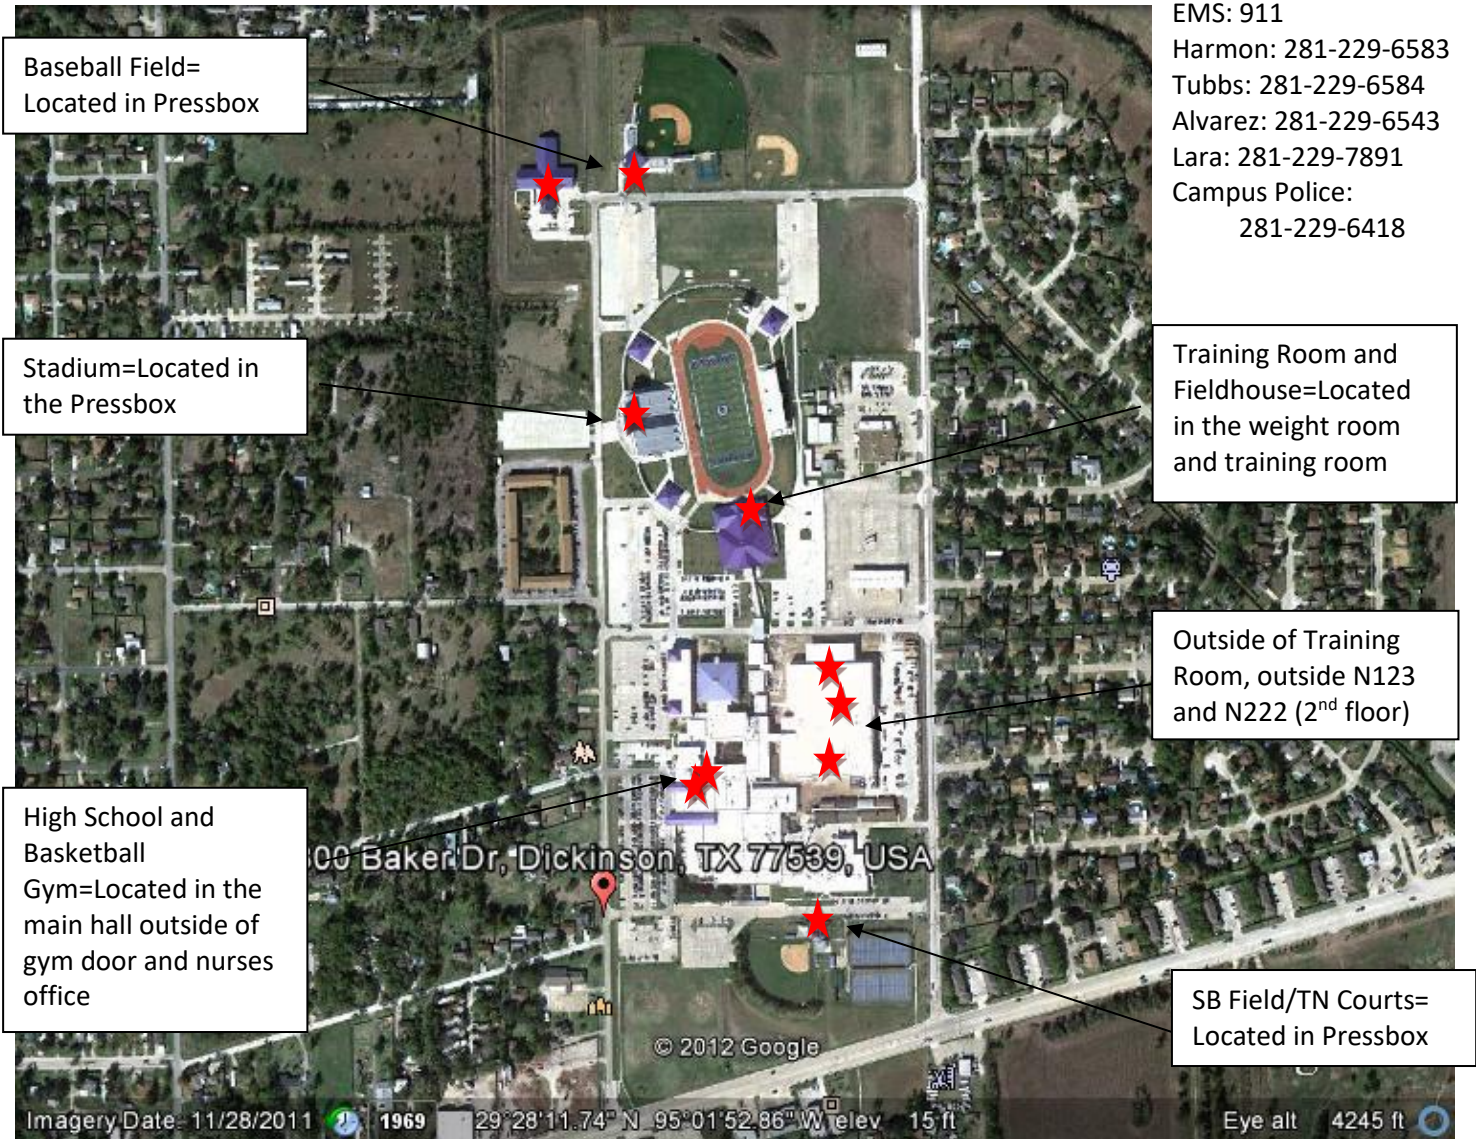 EMS: 911
Harmon: 281-229-6583
Tubbs: 281-229-6584
Alvarez: 281-229-6543
Lara: 281-229-7891
Campus Police:
281-229-6418
Baseball Field=
Located in Pressbox
Stadium=Located in
the Pressbox
Training Room and
Fieldhouse=Located
in the weight room
and training room
Outside of Training
Room, outside N123
and N222 (2nd floor)
High School and
Basketball
Gym=Located in the
main hall outside of
gym door and nurses
office
00 Baker Dr, Dickinson, TX 77539, USA
SB Field/TN Courts=
Located in Pressbox
© 2012 Google
Imagery Date: 11/28/2011 1969 29°28'11.74" N 95°01'52.86" W elev 15 ft Eye alt 4245 ft